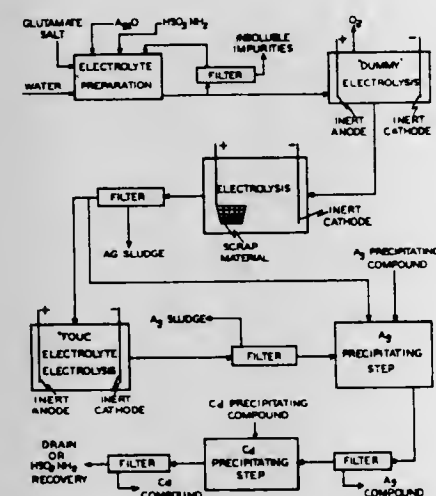 GLUTAMATE
SALT
Ag2O
HSO3NH2
INSOLUBLE
IMPURITIES
O2
ELECTROLYTE
PREPARATION
FILTER
WATER
+
-
"DUMMY"
ELECTROLYSIS
INERT
ANODE
INERT
CATHODE
+
-
ELECTROLYSIS
FILTER
INERT
CATHODE
AG SLUDGE
SCRAP
MATERIAL
Ag PRECIPITATING
COMPOUND
+
-
"FOUL"
ELECTROLYTE
ELECTROLYSIS
Ag SLUDGE
FILTER
Ag
PRECIPITATING
STEP
INERT
ANODE
INERT
CATHODE
Cd PRECIPITATING
COMPOUND
DRAIN
OR
HSO3NH2
RECOVERY
FILTER
Cd
PRECIPITATING
STEP
FILTER
Cd
COMPOUND
Ag
COMPOUND